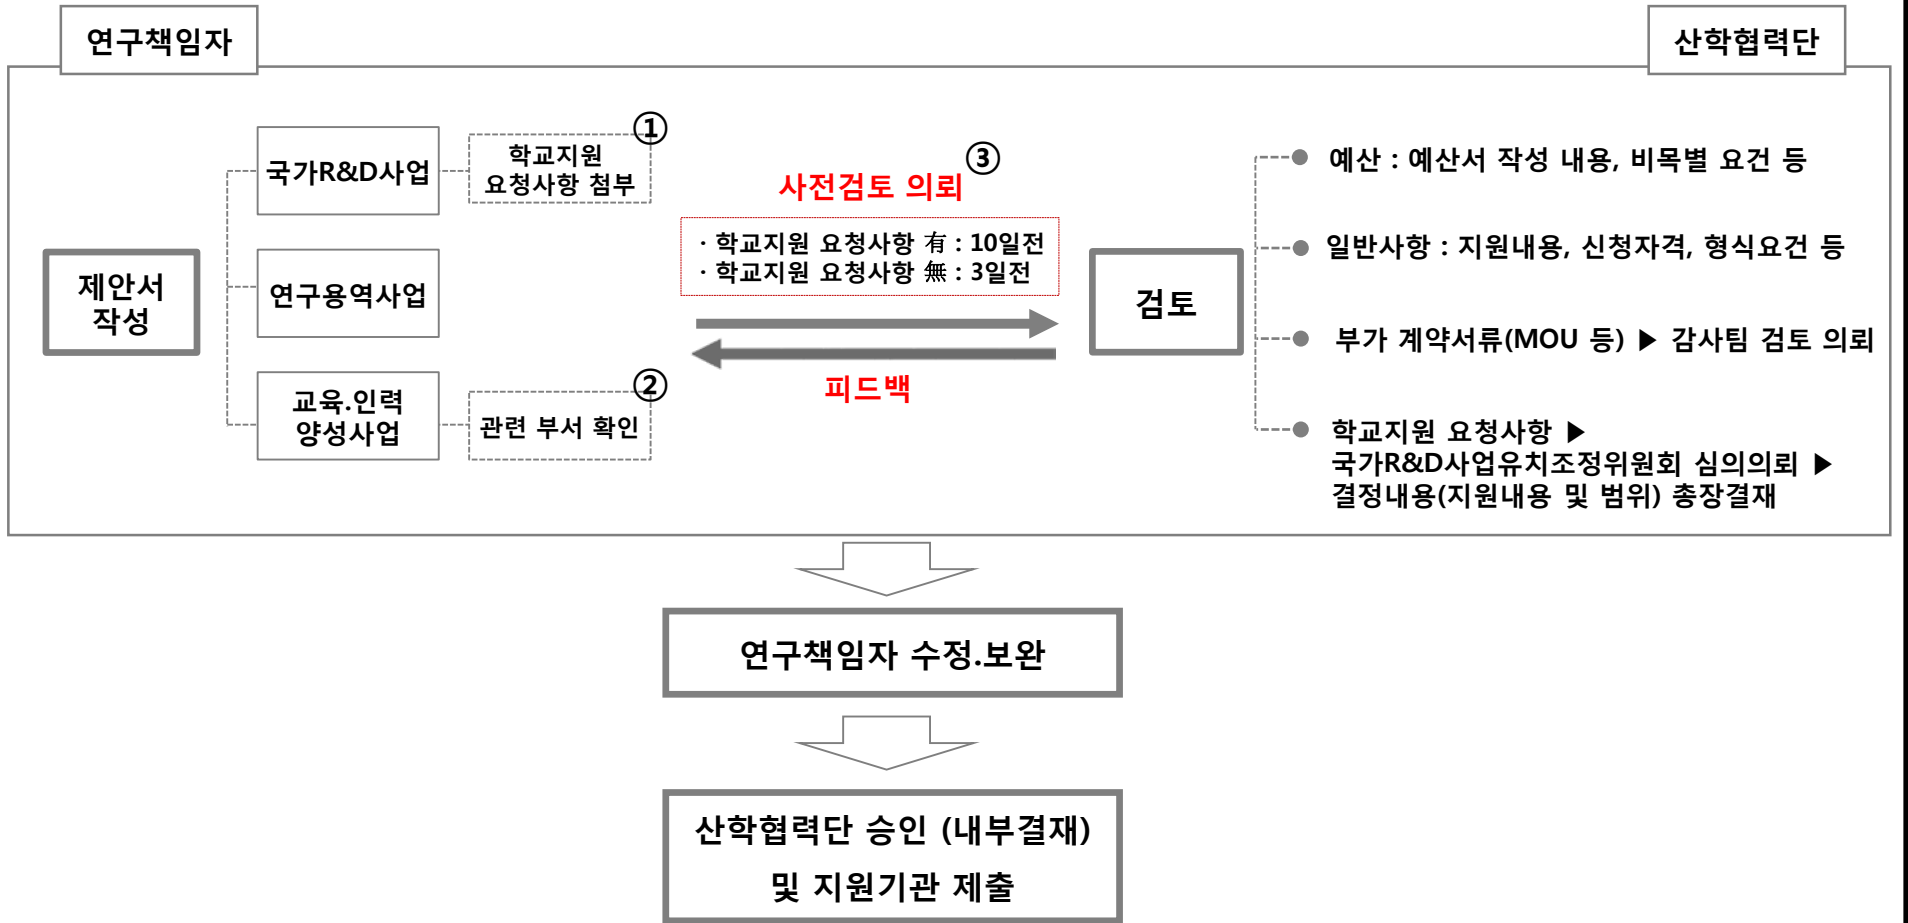 연구책임자
산학협력단
제안서
작성
국가R&D사업
①
학교지원
요청사항 첨부
연구용역사업
교육.인력
양성사업
②
관련 부서 확인
③
사전검토 의뢰
· 학교지원 요청사항 有 : 10일전
· 학교지원 요청사항 無 : 3일전
피드백
검토
예산 : 예산서 작성 내용, 비목별 요건 등
일반사항 : 지원내용, 신청자격, 형식요건 등
부가 계약서류(MOU 등) ▶ 감사팀 검토 의뢰
학교지원 요청사항 ▶
국가R&D사업유치조정위원회 심의의뢰 ▶
결정내용(지원내용 및 범위) 총장결재
연구책임자 수정.보완
산학협력단 승인 (내부결재)
및 지원기관 제출